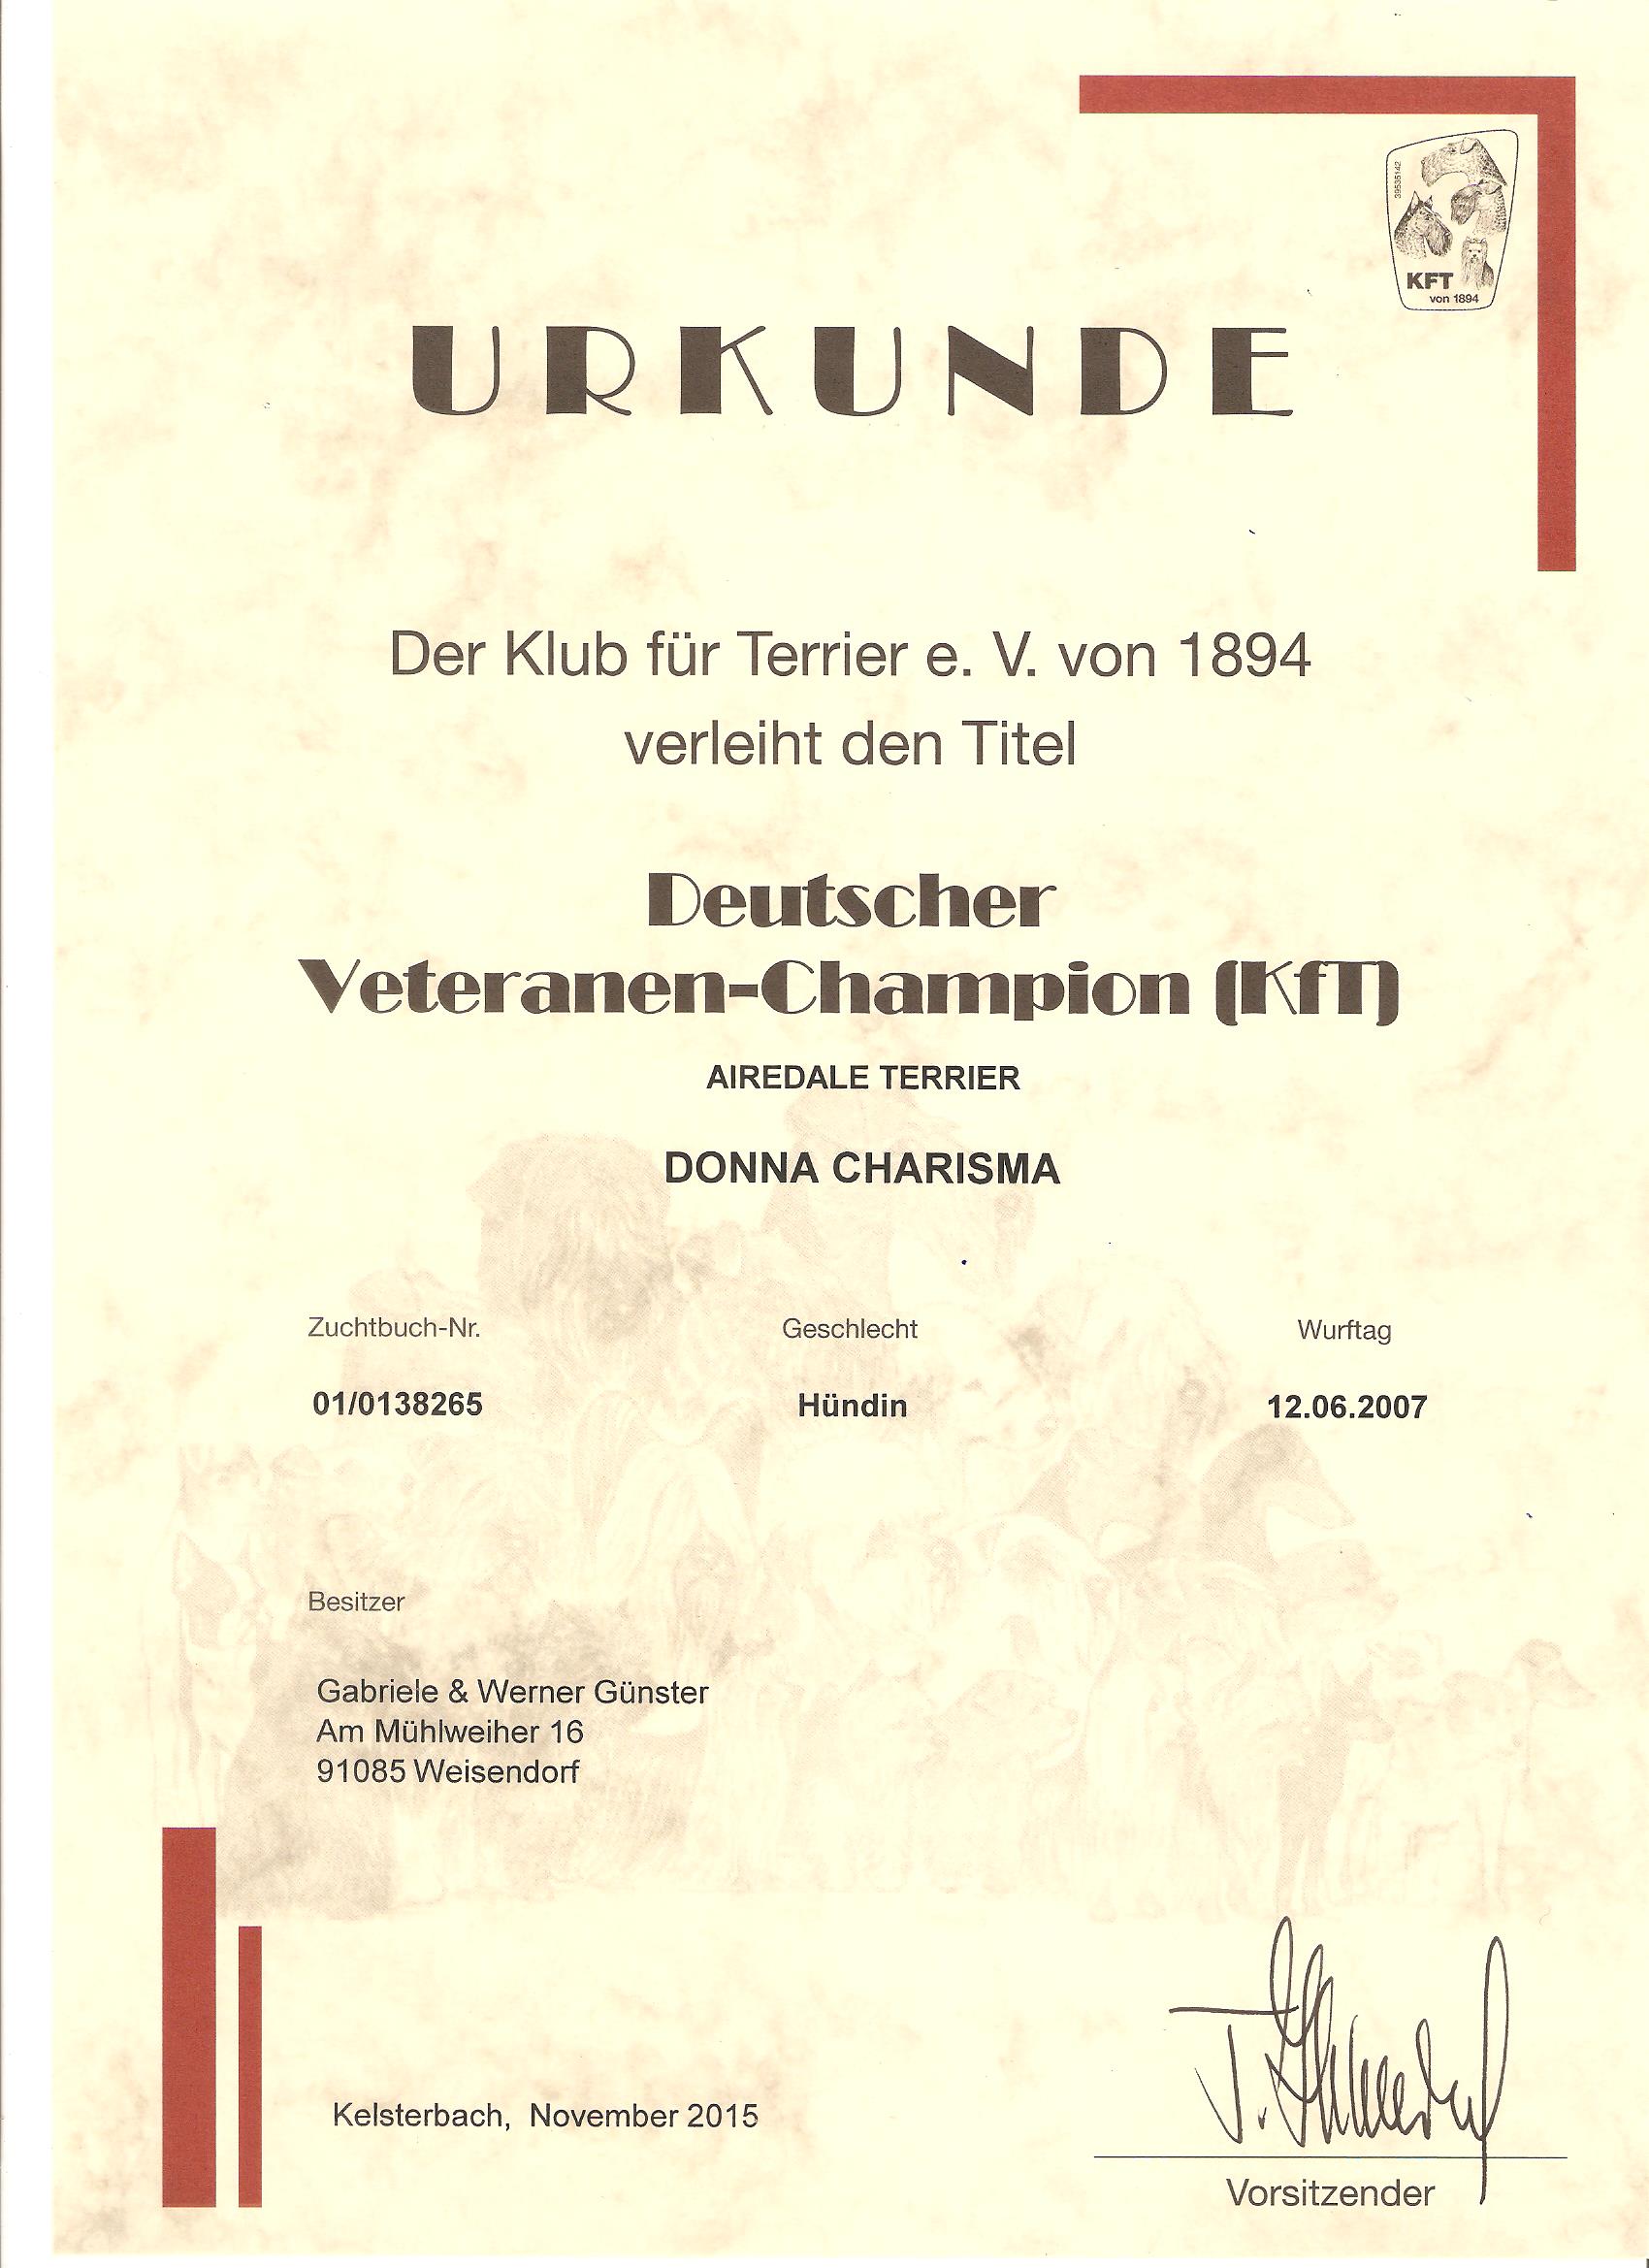 39535142
KFT
von 1894
URKUNDE
Der Klub für Terrier e. V. von 1894
verleiht den Titel
Deutscher
Veteranen-Champion (KfT)
AIREDALE TERRIER
DONNA CHARISMA
Zuchtbuch-Nr. Geschlecht Wurftag
01/0138265 Hündin 12.06.2007
Besitzer
Gabriele & Werner Günster
Am Mühlweiher 16
91085 Weisendorf
Kelsterbach, November 2015
Vorsitzender